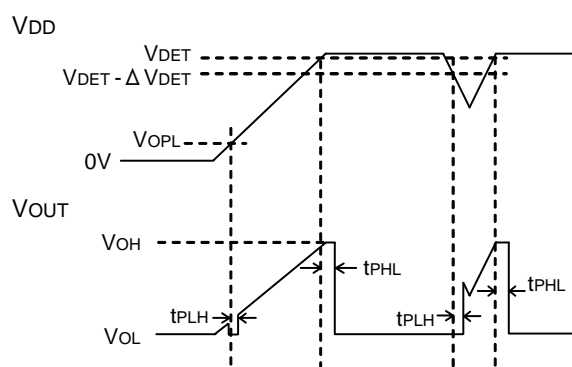 VDD
VDET
VDET - Δ VDET
VOPL
0V
VOUT
VOH
tPHL
tPLH
tPLH
tPHL
VOL